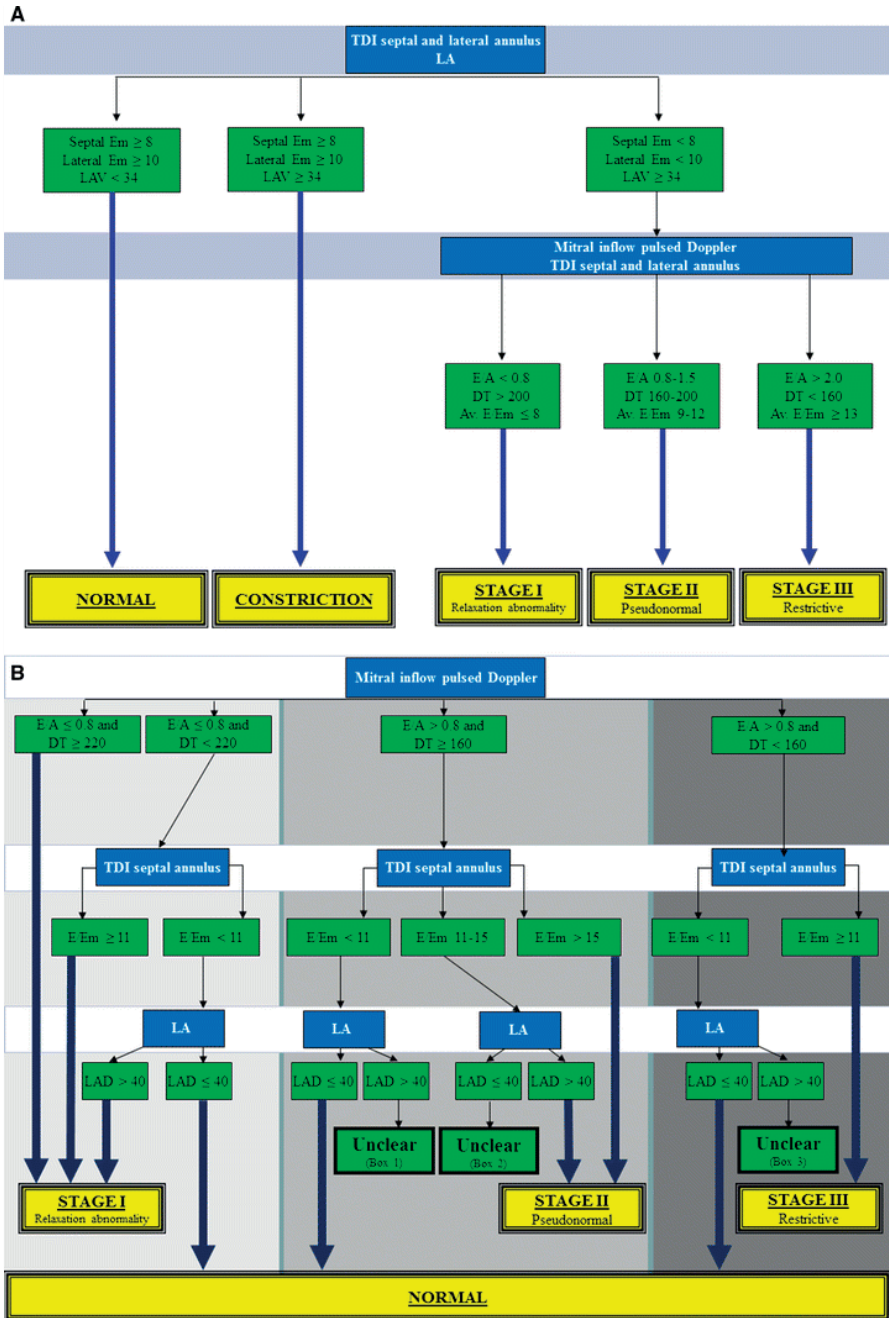 A
TDI septal and lateral annulus
LA
Septal Em ≥ 8
Lateral Em ≥ 10
LAV < 34
Septal Em ≥ 8
Lateral Em ≥ 10
LAV ≥ 34
Septal Em < 8
Lateral Em < 10
LAV ≥ 34
Mitral inflow pulsed Doppler
TDI septal and lateral annulus
E/A < 0.8
DT > 200
Av. E/Em ≤ 8
E/A 0.8-1.5
DT 160-200
Av. E/Em 9-12
E/A > 2.0
DT < 160
Av. E/Em ≥ 13
NORMAL
CONSTRICTION
STAGE I
Relaxation abnormality
STAGE II
Pseudonormal
STAGE III
Restrictive
B
Mitral inflow pulsed Doppler
E/A ≤ 0.8 and
DT ≥ 220
E/A ≤ 0.8 and
DT < 220
E/A > 0.8 and
DT ≥ 160
E/A > 0.8 and
DT < 160
TDI septal annulus
TDI septal annulus
TDI septal annulus
E/Em ≥ 11
E/Em < 11
E/Em < 11
E/Em 11-15
E/Em > 15
E/Em < 11
E/Em ≥ 11
LA
LA
LA
LA
LAD > 40
LAD ≤ 40
LAD ≤ 40
LAD > 40
LAD ≤ 40
LAD > 40
LAD ≤ 40
LAD > 40
Unclear
(Box 1)
Unclear
(Box 2)
Unclear
(Box 3)
STAGE I
Relaxation abnormality
STAGE II
Pseudonormal
STAGE III
Restrictive
NORMAL